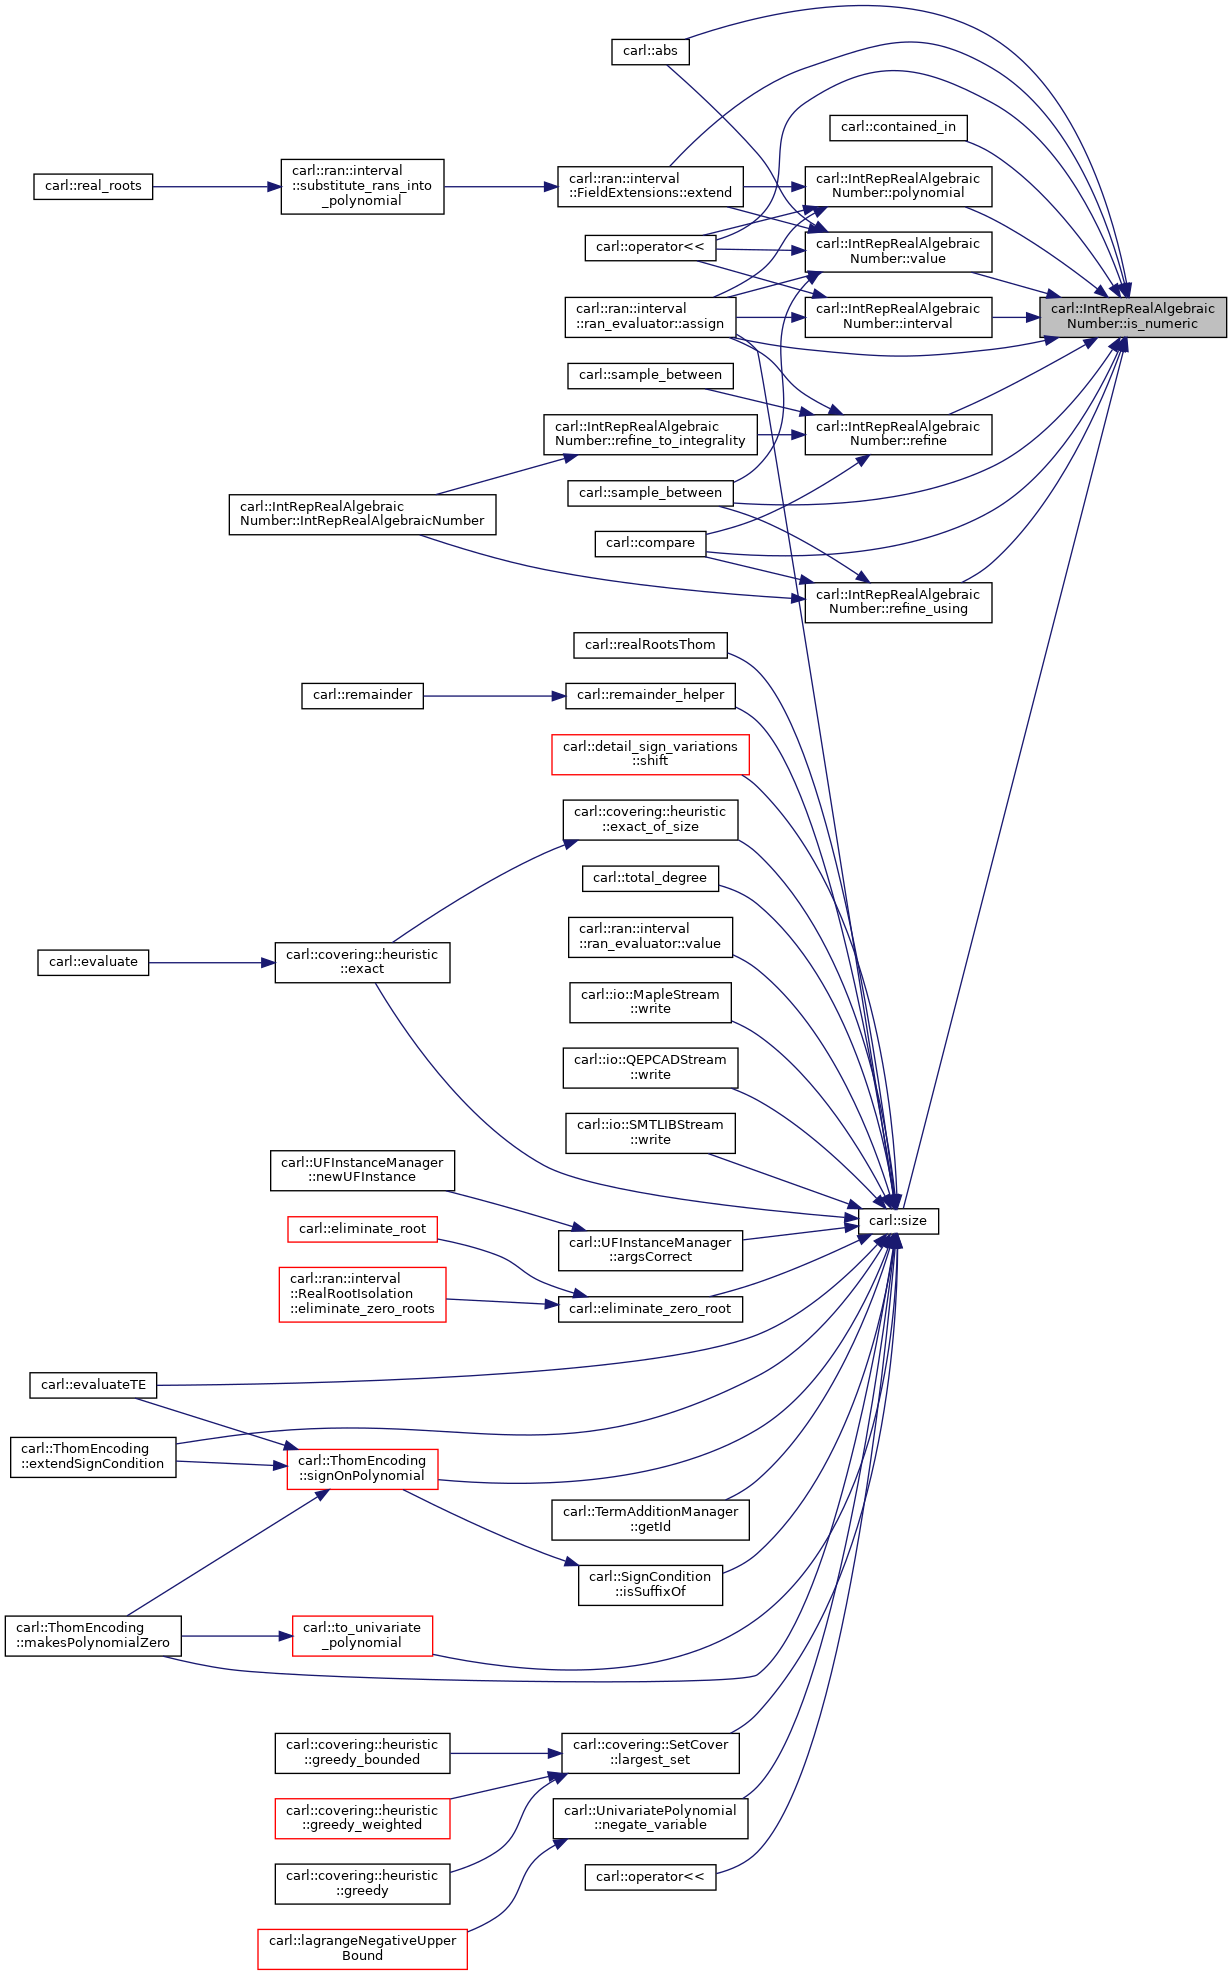 carl::abs
carl::contained_in
carl::real_roots
carl::ran::interval
::substitute_rans_into
_polynomial
carl::ran::interval
::FieldExtensions::extend
carl::IntRepRealAlgebraic
Number::polynomial
carl::operator<<
carl::IntRepRealAlgebraic
Number::value
carl::ran::interval
::ran_evaluator::assign
carl::IntRepRealAlgebraic
Number::interval
carl::IntRepRealAlgebraic
Number::is_numeric
carl::sample_between
carl::IntRepRealAlgebraic
Number::refine_to_integrality
carl::IntRepRealAlgebraic
Number::refine
carl::sample_between
carl::IntRepRealAlgebraic
Number::IntRepRealAlgebraicNumber
carl::compare
carl::IntRepRealAlgebraic
Number::refine_using
carl::realRootsThom
carl::remainder
carl::remainder_helper
carl::detail_sign_variations
::shift
carl::covering::heuristic
::exact_of_size
carl::total_degree
carl::ran::interval
::ran_evaluator::value
carl::evaluate
carl::covering::heuristic
::exact
carl::io::MapleStream
::write
carl::io::QEPCADStream
::write
carl::io::SMTLIBStream
::write
carl::UFInstanceManager
::newUFInstance
carl::size
carl::eliminate_root
carl::UFInstanceManager
::argsCorrect
carl::ran::interval
::RealRootIsolation
::eliminate_zero_roots
carl::eliminate_zero_root
carl::evaluateTE
carl::ThomEncoding
::extendSignCondition
carl::ThomEncoding
::signOnPolynomial
carl::TermAdditionManager
::getId
carl::SignCondition
::isSuffixOf
carl::ThomEncoding
::makesPolynomialZero
carl::to_univariate
_polynomial
carl::covering::heuristic
::greedy_bounded
carl::covering::SetCover
::largest_set
carl::covering::heuristic
::greedy_weighted
carl::UnivariatePolynomial
::negate_variable
carl::covering::heuristic
::greedy
carl::operator<<
carl::lagrangeNegativeUpper
Bound